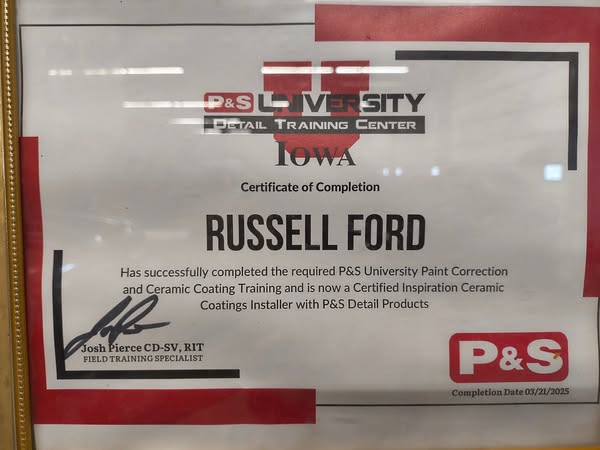 P&S UNIVERSITY
DETAIL TRAINING CENTER
IOWA
Certificate of Completion
RUSSELL FORD
Has successfully completed the required P&S University Paint Correction
and Ceramic Coating Training and is now a Certified Inspiration Ceramic
Coatings Installer with P&S Detail Products
Josh Pierce CD-SV, RIT
FIELD TRAINING SPECIALIST
P&S
Completion Date 03/21/2025